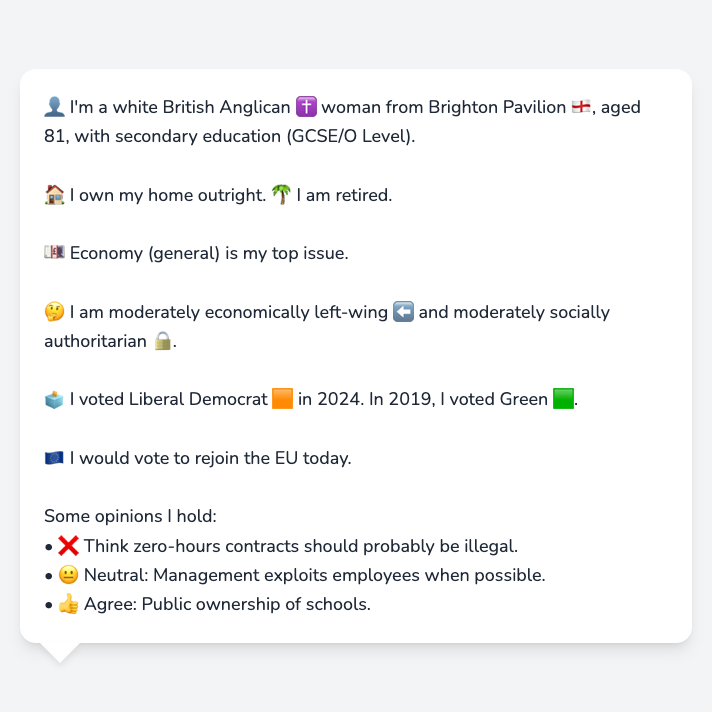 👤 I'm a white British Anglican ✝️ woman from Brighton Pavilion 🏴󠁧󠁢󠁥󠁮󠁧󠁿, aged
81, with secondary education (GCSE/O Level).
🏠 I own my home outright. 🌴 I am retired.
💷 Economy (general) is my top issue.
🤔 I am moderately economically left-wing ⬅️ and moderately socially
authoritarian 🔒.
🗳️ I voted Liberal Democrat 🟧 in 2024. In 2019, I voted Green 🟩.
🇪🇺 I would vote to rejoin the EU today.
Some opinions I hold:
• ❌ Think zero-hours contracts should probably be illegal.
• 😐 Neutral: Management exploits employees when possible.
• 👍 Agree: Public ownership of schools.